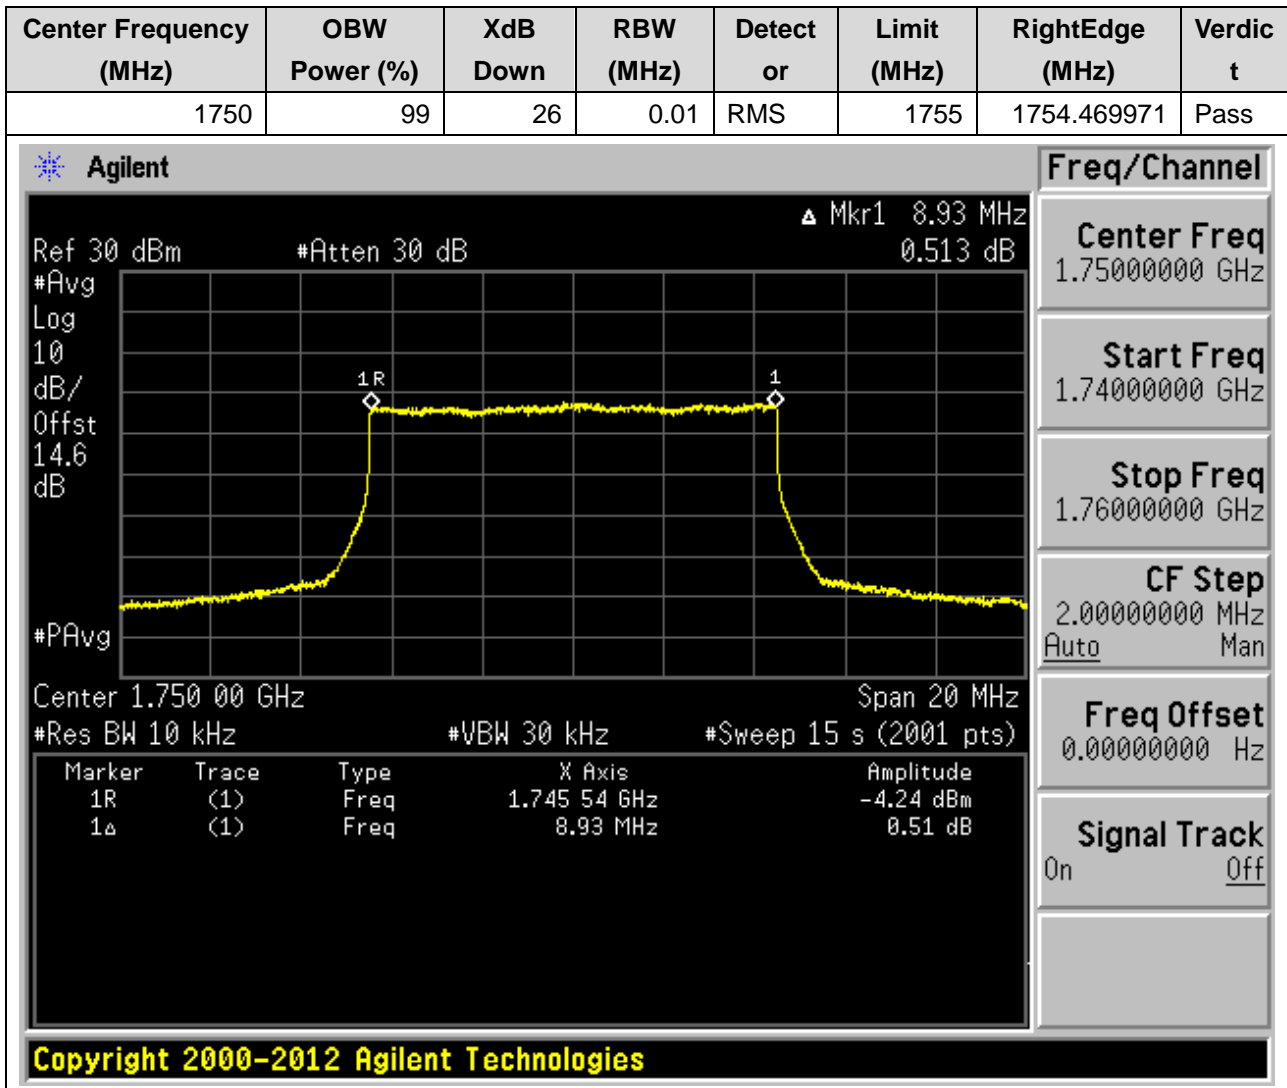 Center Frequency OBW XdB RBW Detect Limit RightEdge Verdic
(MHz) Power (%) Down (MHz) or (MHz) (MHz) t
1750 99 26 0.01 RMS 1755 1754.469971 Pass
Agilent Freq/Channel
Δ Mkr1 8.93 MHz
Ref 30 dBm #Atten 30 dB 0.513 dB
#Avg
Log
10
dB/
Offst
14.6
dB
#PAvg
1R 1
Center 1.750 00 GHz Span 20 MHz
#Res BW 10 kHz #VBW 30 kHz #Sweep 15 s (2001 pts)
Marker Trace Type X Axis Amplitude
1R (1) Freq 1.745 54 GHz -4.24 dBm
1Δ (1) Freq 8.93 MHz 0.51 dB
Center Freq
1.75000000 GHz
Start Freq
1.74000000 GHz
Stop Freq
1.76000000 GHz
CF Step
2.00000000 MHz
Auto Man
Freq Offset
0.00000000 Hz
Signal Track
On Off
Copyright 2000-2012 Agilent Technologies